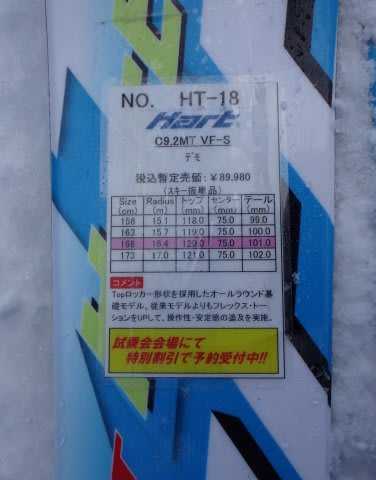 NO. HT-18
Hart
C9.2MT VF-S
デモ
税込暫定売価：￥89,980
(スキー板単品)
Size (cm) Radius (m) トップ (mm) センター (mm) テール (mm)
158 15.1 118.0 75.0 99.0
163 15.7 119.0 75.0 100.0
168 16.4 120.0 75.0 101.0
173 17.0 121.0 75.0 102.0
コメント
Topロッカー形状を採用したオールラウンド基
礎モデル。従来モデルよりもフレックス・トー
ションをUPして、操作性・安定感の追及を実施。
試乗会会場にて
特別割引で予約受付中!!